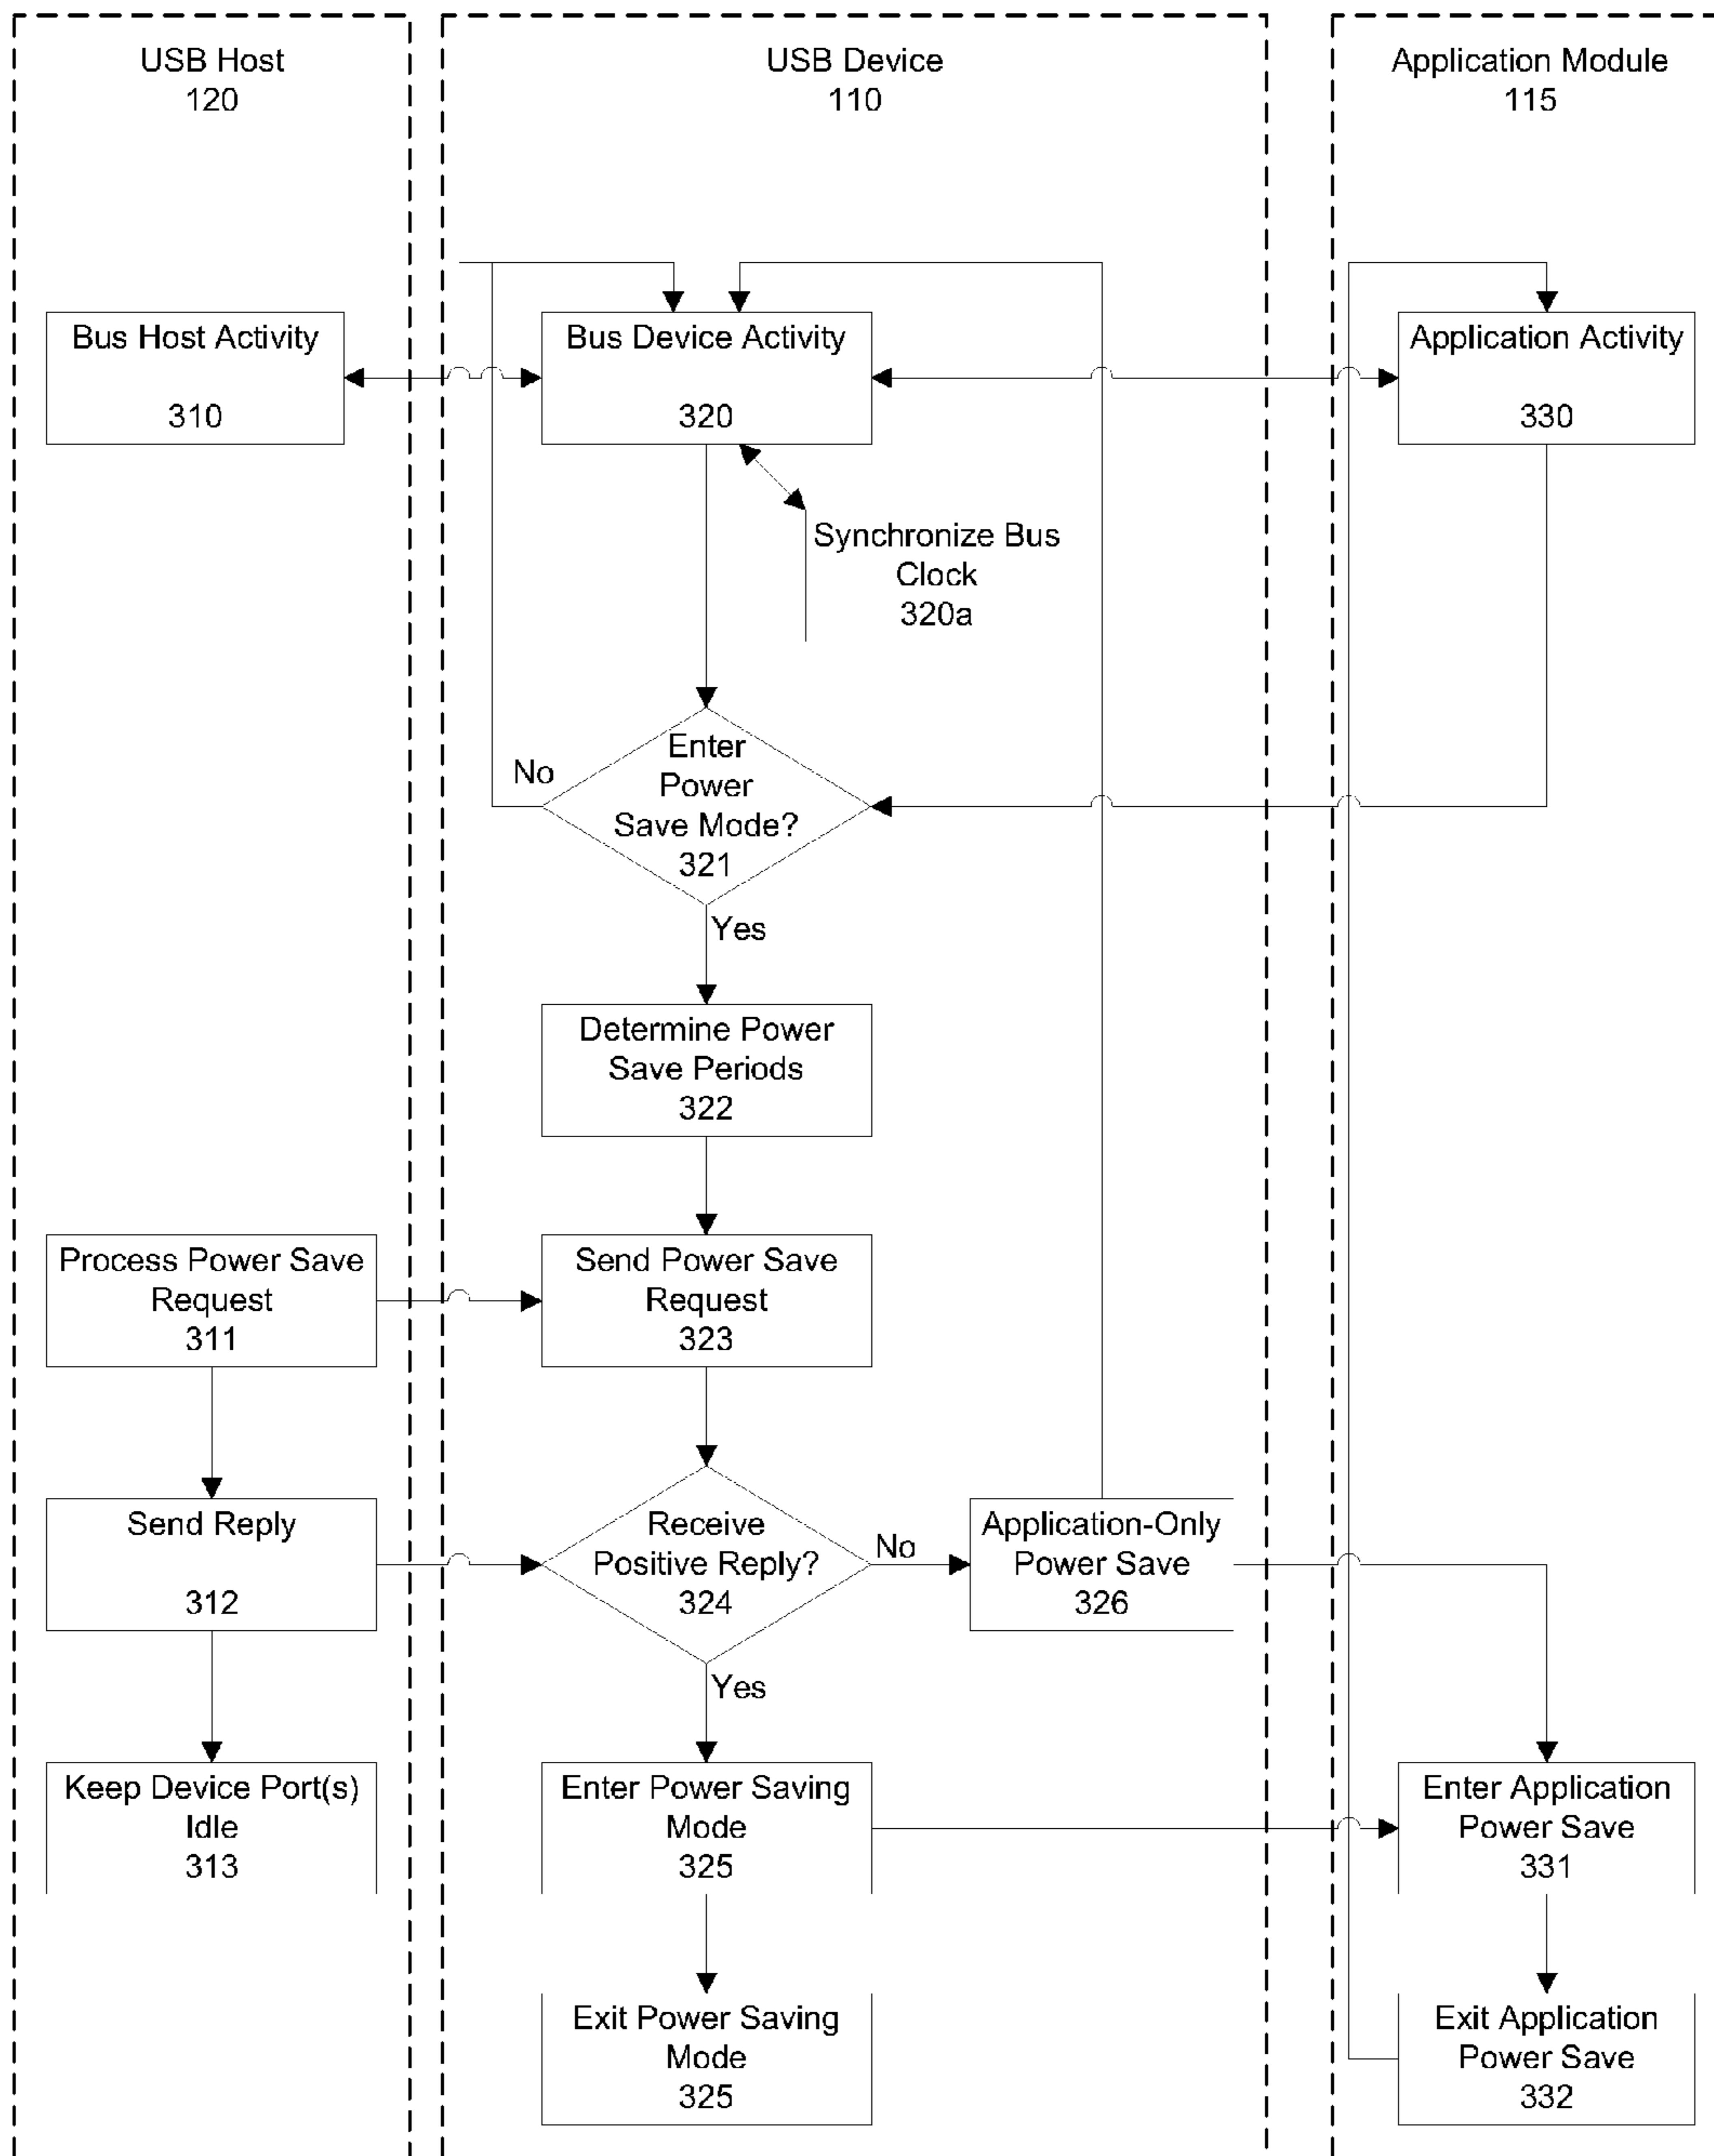 USB Host
120
USB Device
110
Application Module
115
Bus Host Activity
310
Bus Device Activity
320
Application Activity
330
Synchronize Bus
Clock
320a
Enter
Power
Save Mode?
321
No
Yes
Determine Power
Save Periods
322
Process Power Save
Request
311
Send Power Save
Request
323
Send Reply
312
Receive
Positive Reply?
324
No
Application-Only
Power Save
326
Yes
Keep Device Port(s)
Idle
313
Enter Power Saving
Mode
325
Enter Application
Power Save
331
Exit Power Saving
Mode
325
Exit Application
Power Save
332